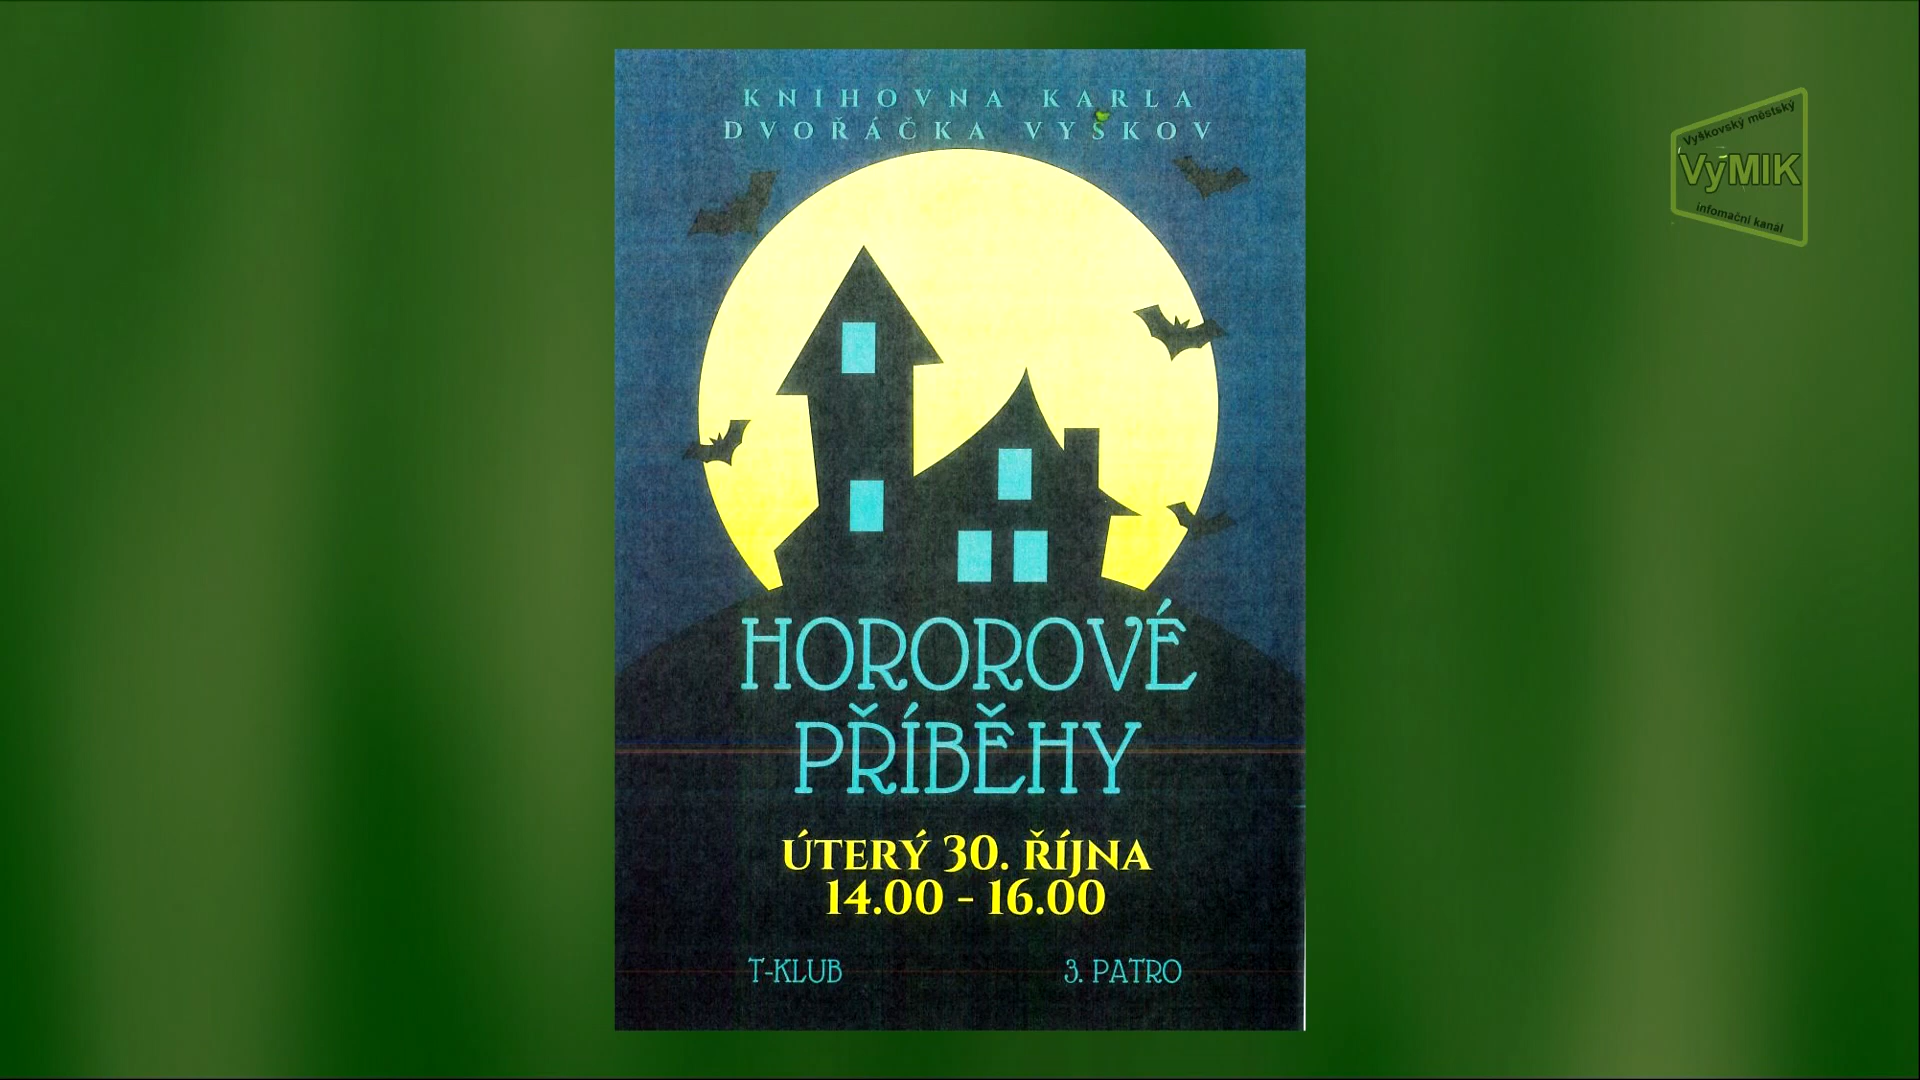 KNIHOVNA KARLA
DVOŘÁČKA VYŠKOV
HOROROVÉ
PŘÍBĚHY
ÚTERÝ 30. ŘÍJNA
14.00 - 16.00
T-KLUB 3. PATRO
Vyškovský městský
VyMIK
infomační kanál